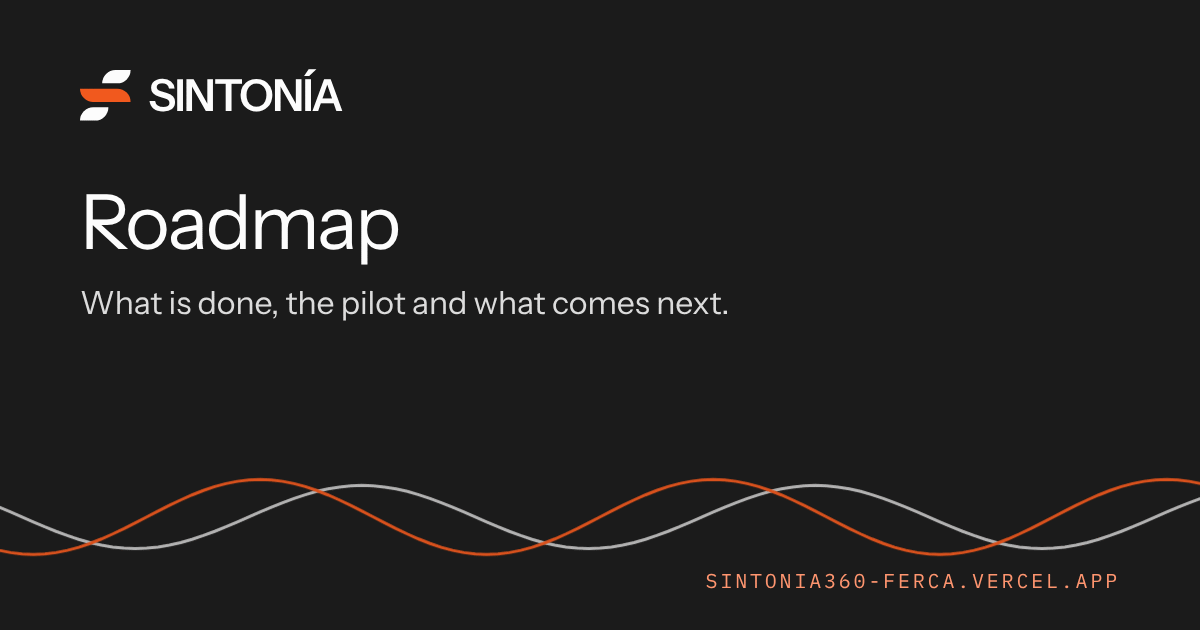 SINTONÍA
Roadmap
What is done, the pilot and what comes next.
SINTONIA360-FERCA.VERCEL.APP